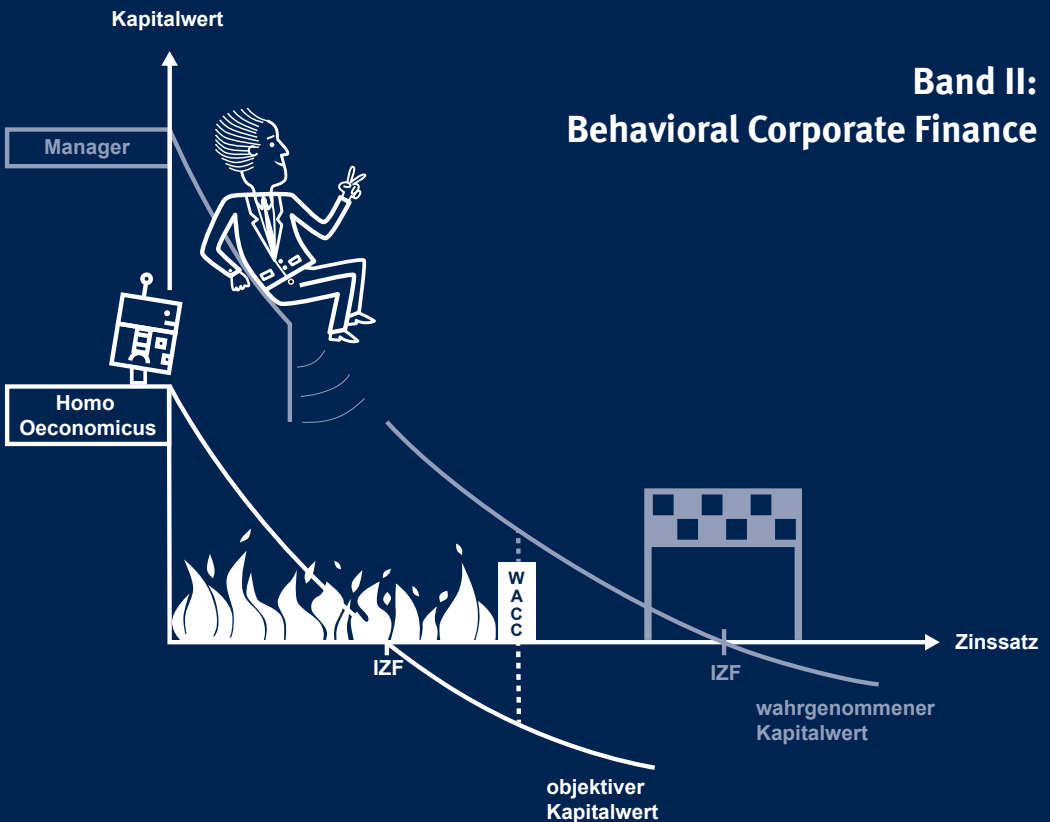 Kapitalwert
Band II:
Behavioral Corporate Finance
Manager
Homo
Oeconomicus
W
A
C
C
Zinssatz
IZF
IZF
wahrgenommener
Kapitalwert
objektiver
Kapitalwert